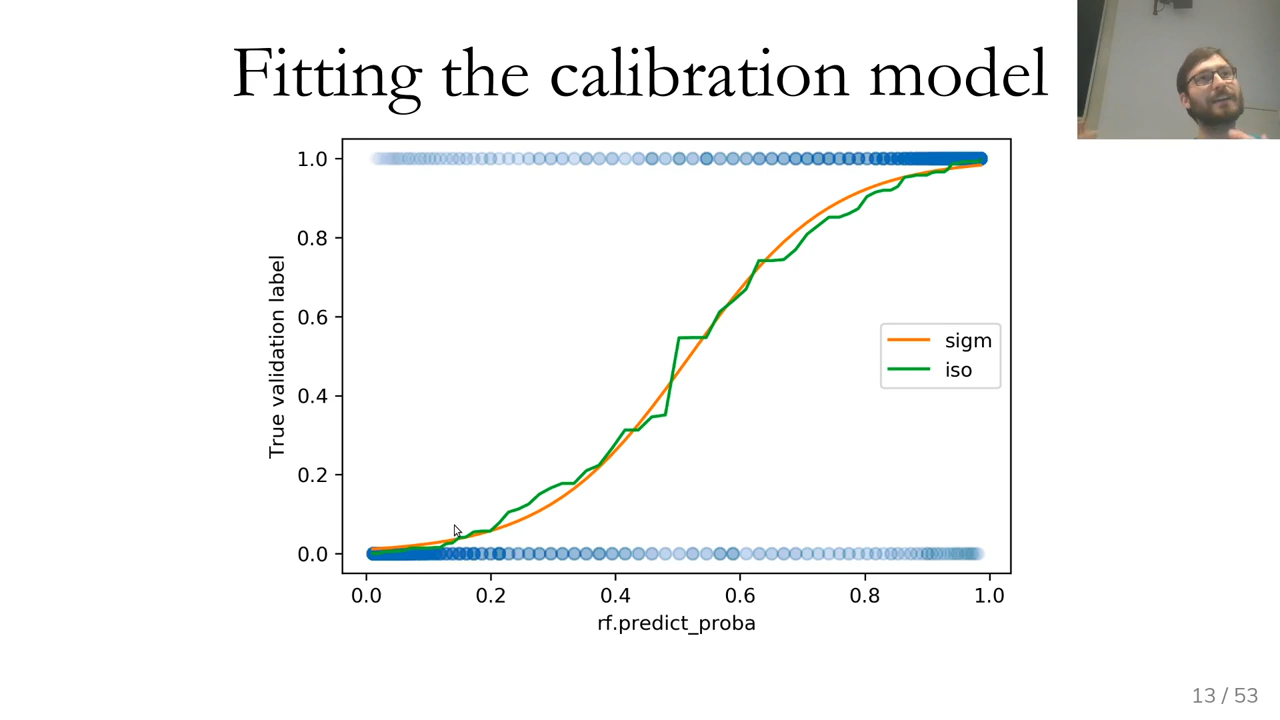 Fitting the calibration model
True validation label
1.0
0.8
0.6
0.4
0.2
0.0
sigm
iso
0.0 0.2 0.4 0.6 0.8 1.0
rf.predict_proba
13 / 53